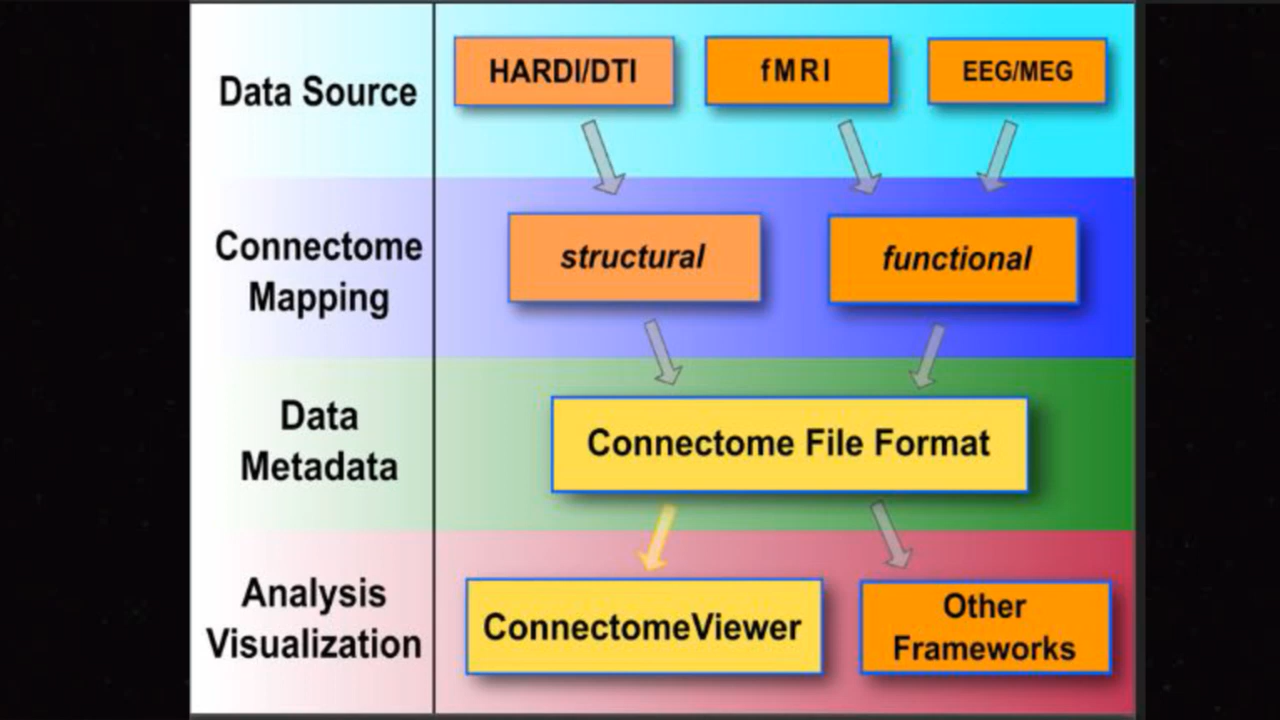 Data Source
HARDI/DTI
fMRI
EEG/MEG
Connectome
Mapping
structural
functional
Data
Metadata
Connectome File Format
Analysis
Visualization
ConnectomeViewer
Other
Frameworks